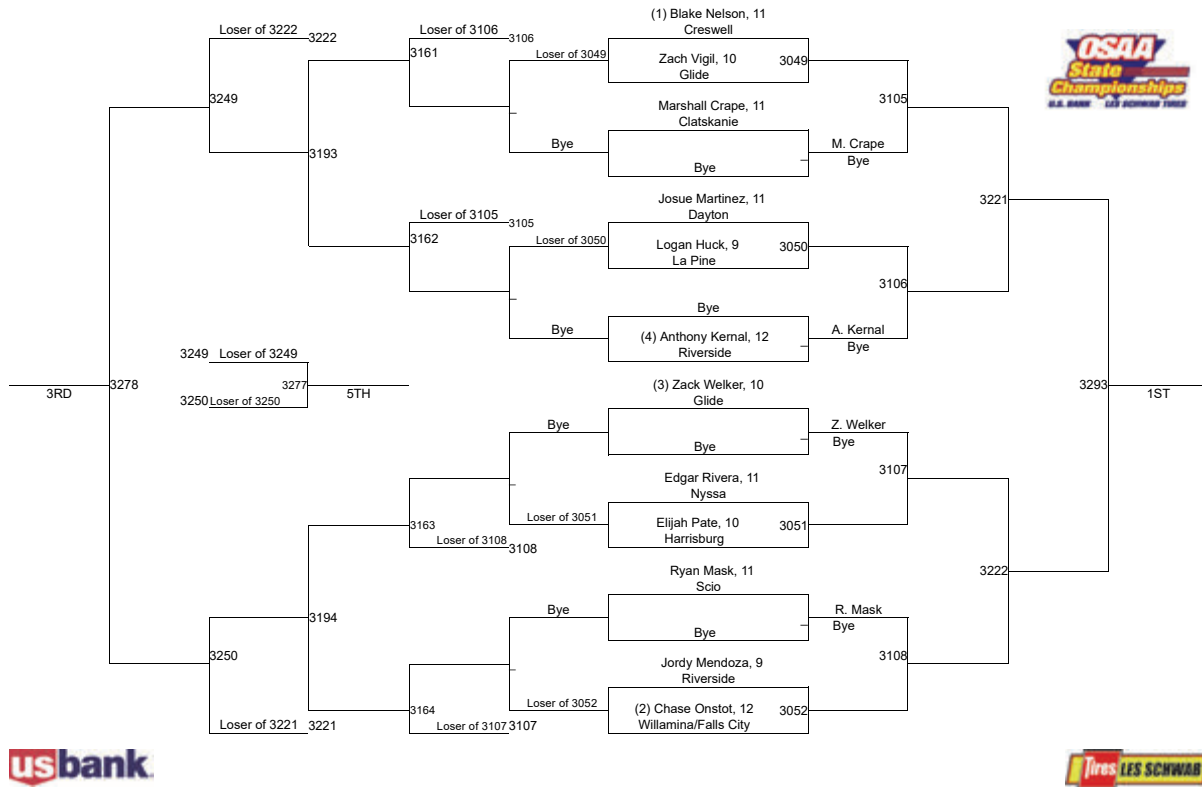 (1) Blake Nelson, 11
Loser of 3222
3222
Loser of 3106
3106
Creswell
OSAA
State
Championships
U.S. BANK LES SCHWAB TIRES
3161
Loser of 3049
Zach Vigil, 10
3049
Glide
3249
Marshall Crape, 11
3105
Clatskanie
3193
Bye
M. Crape
Bye
Bye
Josue Martinez, 11
3221
Dayton
Loser of 3105
3105
3162
Loser of 3050
Logan Huck, 9
3050
La Pine
3106
Bye
Bye
(4) Anthony Kernal, 12
A. Kernal
Riverside
Bye
3249
Loser of 3249
3RD
3278
3277
5TH
(3) Zack Welker, 10
3293
1ST
3250
Loser of 3250
Glide
Bye
Z. Welker
Bye
Bye
3107
Edgar Rivera, 11
Nyssa
3163
Loser of 3051
Elijah Pate, 10
3051
Harrisburg
Loser of 3108
3108
Ryan Mask, 11
3222
Scio
3194
Bye
R. Mask
Bye
Bye
3250
Jordy Mendoza, 9
3108
Riverside
3164
Loser of 3052
(2) Chase Onstot, 12
3052
Willamina/Falls City
Loser of 3221
3221
Loser of 3107
3107
usbank
Tires LES SCHWAB